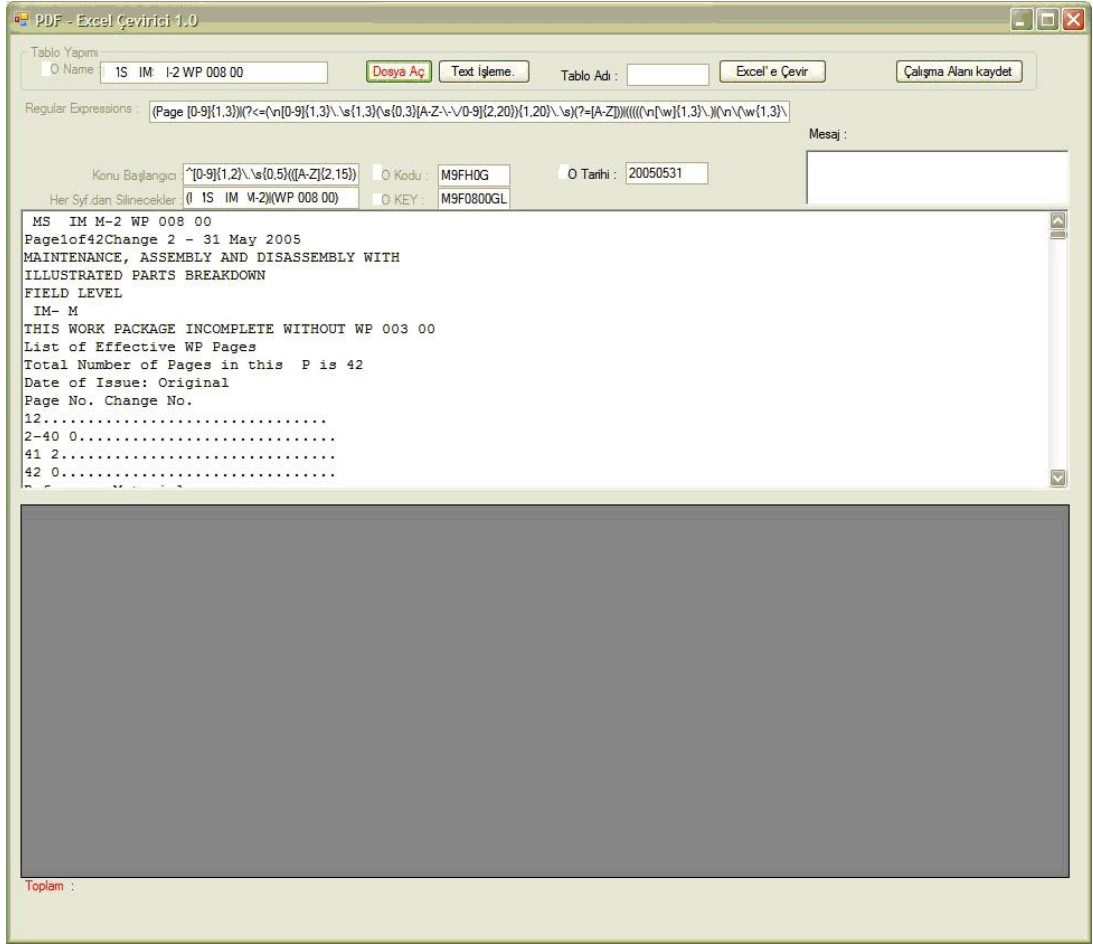 PDF - Excel Çevirici 1.0
Tablo Yapımı
O Name : 1S IM I-2 WP 008 00 Dosya Aç Text İşleme. Tablo Adı : Excel' e Çevir Çalışma Alanı kaydet
Regular Expressions : (Page [0-9]{1,3})|(?<=(\n[0-9]{1,3}\.\s{1,3}(\s{0,3}[A-Z-\-\/0-9]{2,20}){1,20}\.\s)(?=[A-Z]))|(((((\n[\w]{1,3}\.)|(\n\(\w{1,3}\
Mesaj :
Konu Başlangıcı : ^[0-9]{1,2}\.\s{0,5}(([A-Z]{2,15}) O Kodu : M9FH0G O Tarihi : 20050531
Her Syf.dan Silinecekler : (I 1S IM M-2)|(WP 008 00) O KEY : M9F0800GL
MS IM M-2 WP 008 00
Page1of42Change 2 - 31 May 2005
MAINTENANCE, ASSEMBLY AND DISASSEMBLY WITH
ILLUSTRATED PARTS BREAKDOWN
FIELD LEVEL
IM- M
THIS WORK PACKAGE INCOMPLETE WITHOUT WP 003 00
List of Effective WP Pages
Total Number of Pages in this P is 42
Date of Issue: Original
Page No. Change No.
12...............................
2-40 0............................
41 2..............................
42 0..............................
Toplam :